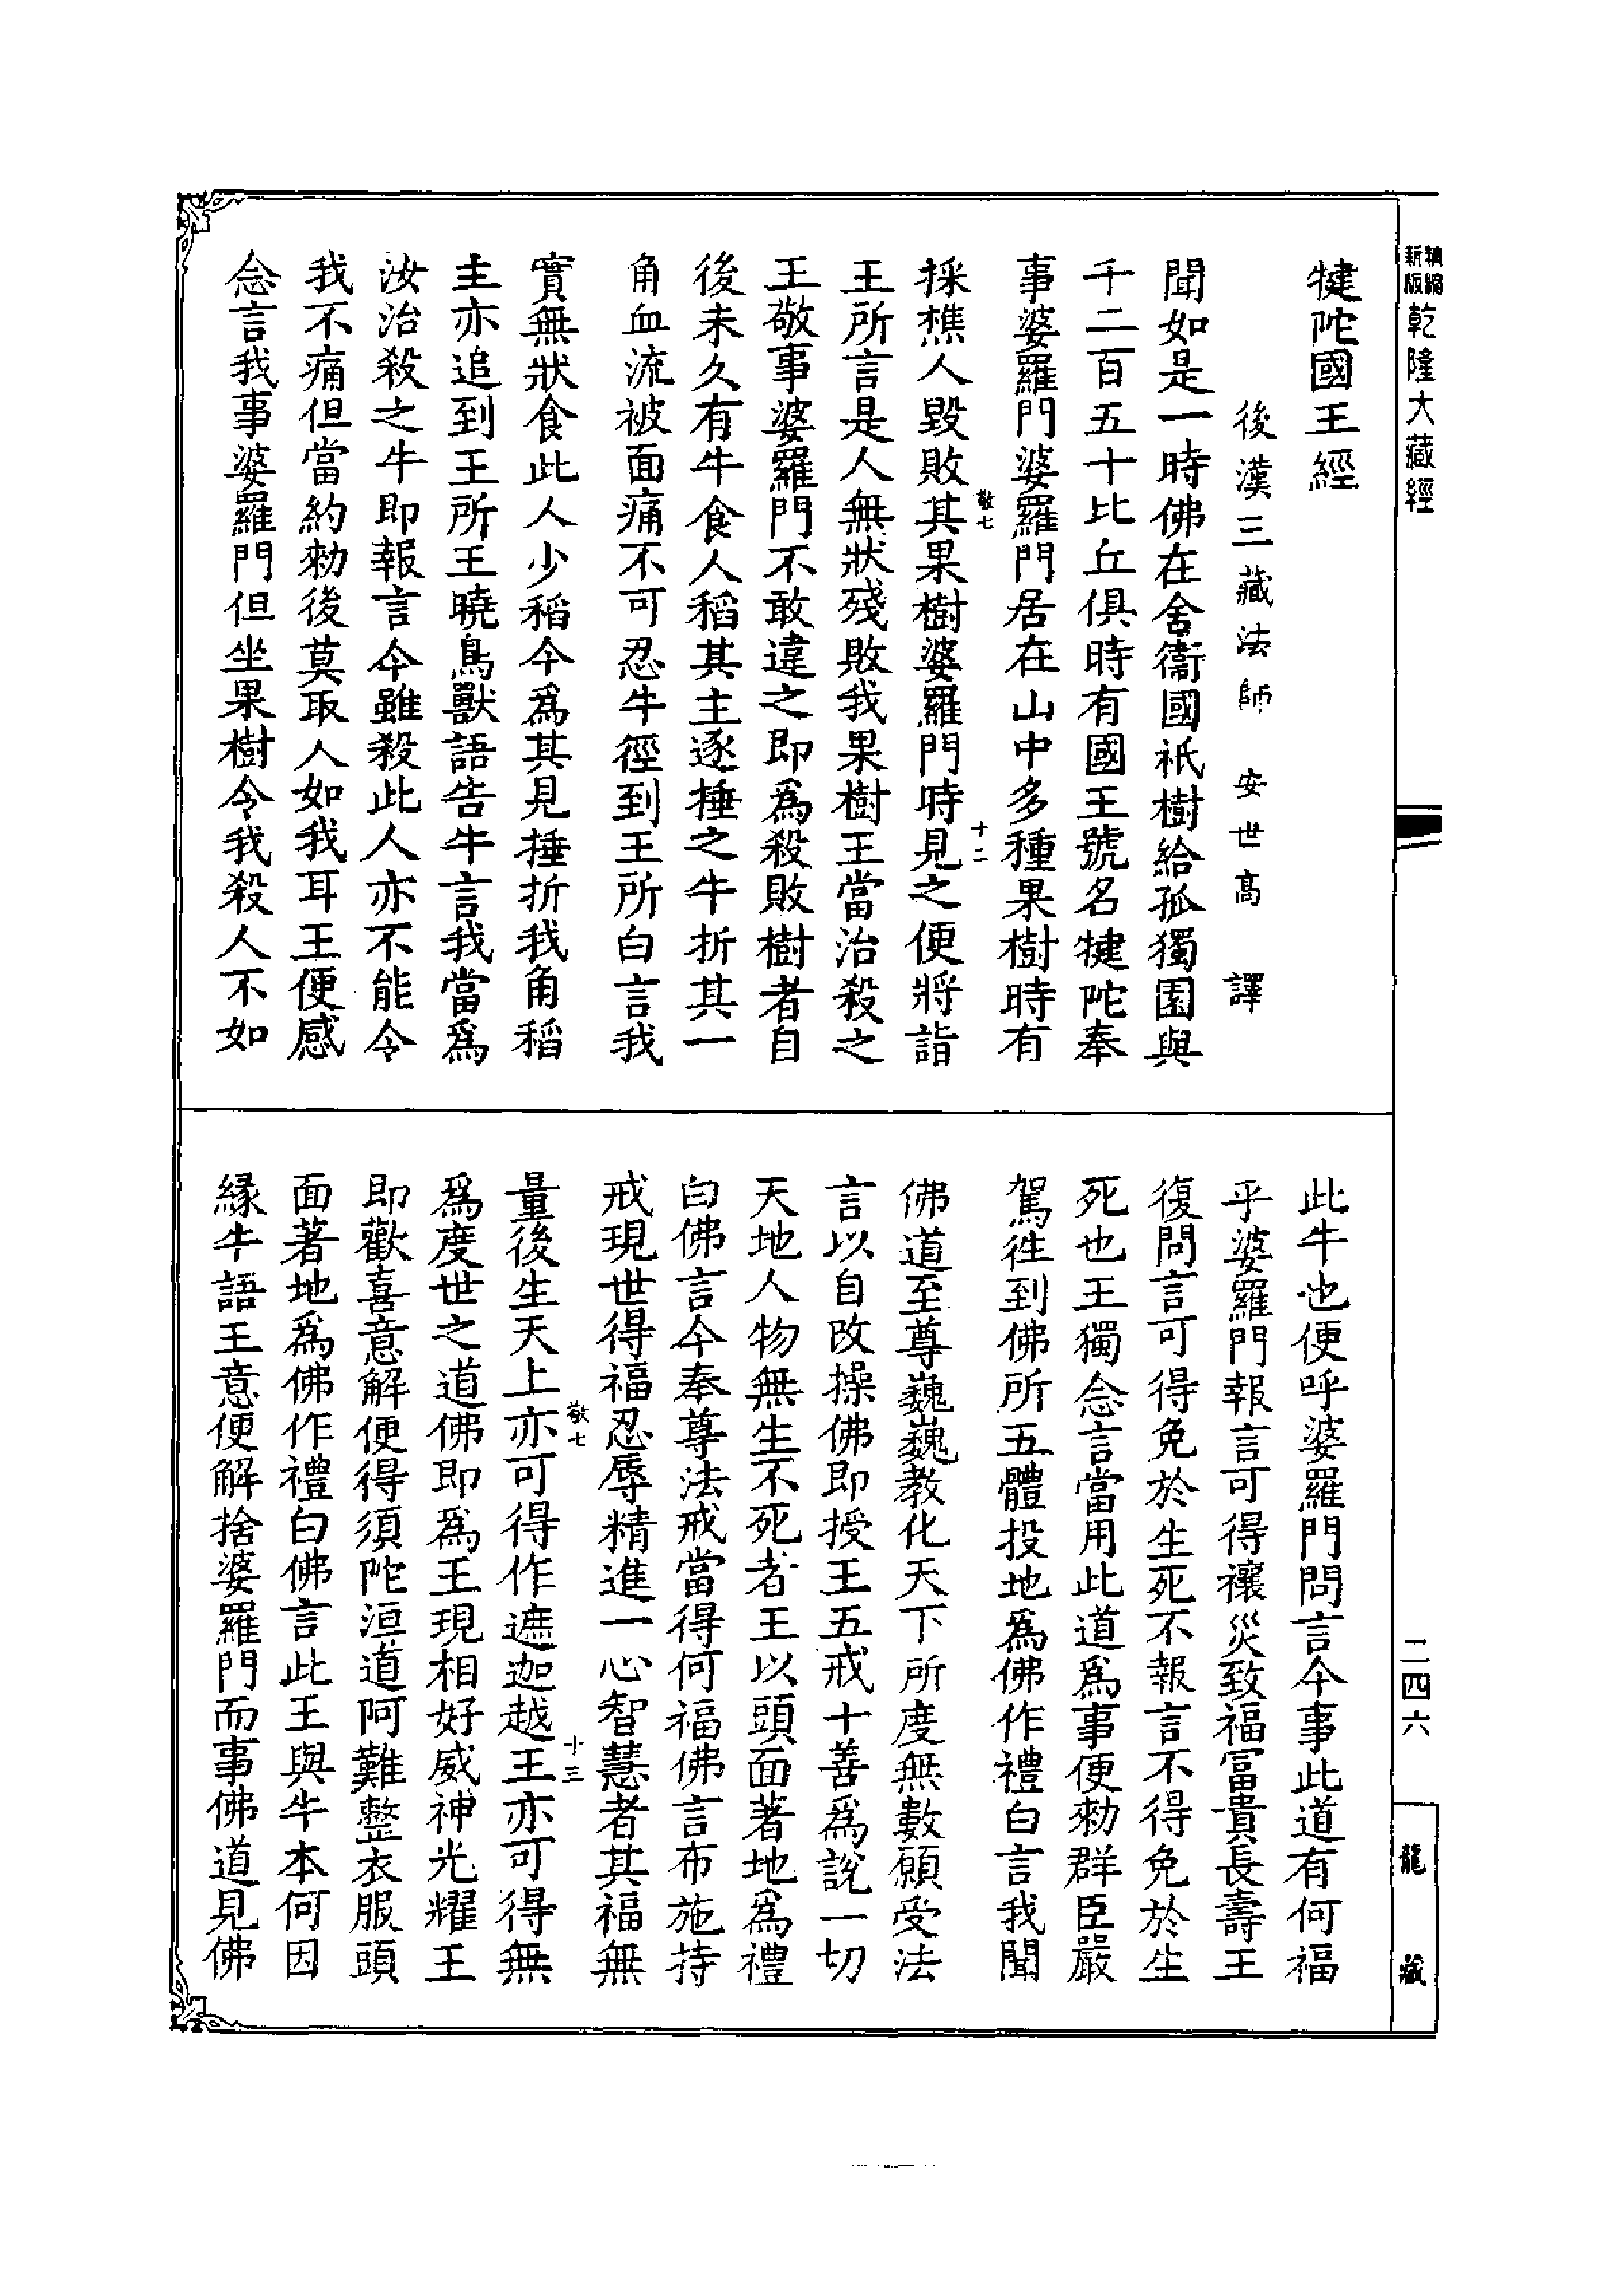 新版縮本乾隆大藏經
二四六
龍藏
犍陀國王經
後漢三藏法師安世高譯
聞如是一時佛在舍衛國祇樹給孤獨園與
千二百五十比丘俱時有國王號名犍陀奉
事婆羅門婆羅門居在山中多種果樹時有
敬七
十二
採樵人毀敗其果樹婆羅門時見之便將詣
王所言是人無狀殘敗我果樹王當治殺之
王敬事婆羅門不敢違之即為殺敗樹者自
後未久有牛食人稻其主逐捶之牛折其一
角血流被面痛不可忍牛徑到王所白言我
實無狀食此人少稻今為其見捶折我角稻
主亦追到王所王曉鳥獸語告牛言我當為
汝治殺之牛即報言今雖殺此人亦不能令
我不痛但當約勑後莫取人如我耳王便感
念言我事婆羅門但坐果樹令我殺人不如
此牛也便呼婆羅門問言今事此道有何福
乎婆羅門報言可得禳災致福富貴長壽王
復問言可得免於生死不報言不得免於生
死也王獨念言當用此道為事便勑群臣嚴
駕徃到佛所五體投地為佛作禮白言我聞
佛道至尊巍巍教化天下所度無數願受法
言以自改操佛即授王五戒十善為說一切
天地人物無生不死者王以頭面著地為禮
白佛言今奉尊法戒當得何福佛言布施持
戒現世得福忍辱精進一心智慧者其福無
敬七
十三
量後生天上亦可得作遮迦越王亦可得無
為度世之道佛即為王現相好威神光耀王
即歡喜意解便得須陀洹道阿難整衣服頭
面著地為佛作禮白佛言此王與牛本何因
緣牛語王意便解捨婆羅門而事佛道見佛